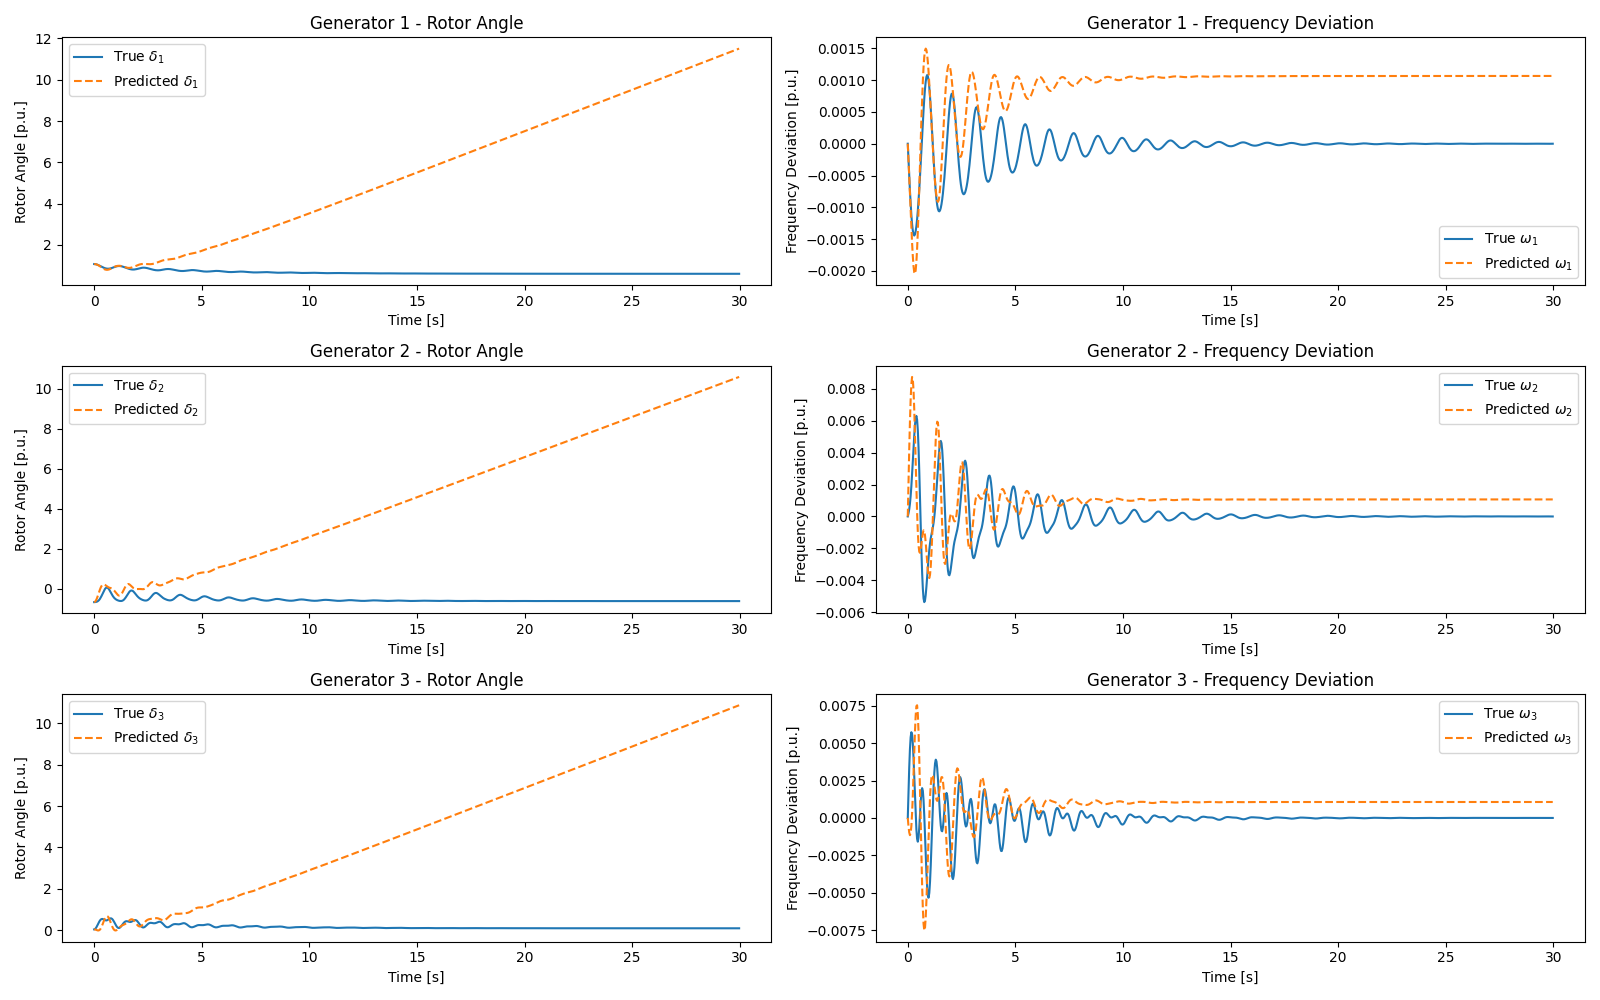 Generator 1 - Rotor Angle
Rotor Angle [p.u.]
12
10
8
6
4
2
True δ1
Predicted δ1
0 5 10 15 20 25 30
Time [s]
Generator 1 - Frequency Deviation
Frequency Deviation [p.u.]
0.0015
0.0010
0.0005
0.0000
−0.0005
−0.0010
−0.0015
−0.0020
True ω1
Predicted ω1
0 5 10 15 20 25 30
Time [s]
Generator 2 - Rotor Angle
Rotor Angle [p.u.]
10
8
6
4
2
0
True δ2
Predicted δ2
0 5 10 15 20 25 30
Time [s]
Generator 2 - Frequency Deviation
Frequency Deviation [p.u.]
0.008
0.006
0.004
0.002
0.000
−0.002
−0.004
−0.006
True ω2
Predicted ω2
0 5 10 15 20 25 30
Time [s]
Generator 3 - Rotor Angle
Rotor Angle [p.u.]
10
8
6
4
2
0
True δ3
Predicted δ3
0 5 10 15 20 25 30
Time [s]
Generator 3 - Frequency Deviation
Frequency Deviation [p.u.]
0.0075
0.0050
0.0025
0.0000
−0.0025
−0.0050
−0.0075
True ω3
Predicted ω3
0 5 10 15 20 25 30
Time [s]